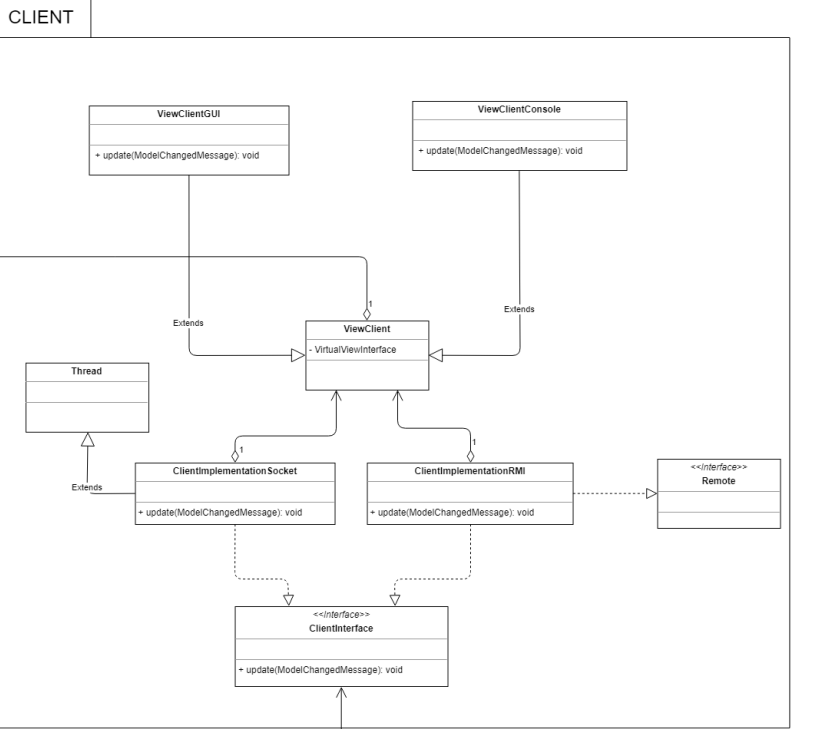 CLIENT
ViewClientGUI
+ update(ModelChangedMessage): void
ViewClientConsole
+ update(ModelChangedMessage): void
1
Extends
Extends
ViewClient
- VirtualViewInterface
Thread
1
1
Extends
ClientImplementationSocket
+ update(ModelChangedMessage): void
ClientImplementationRMI
+ update(ModelChangedMessage): void
<<Interface>>
Remote
<<Interface>>
ClientInterface
+ update(ModelChangedMessage): void